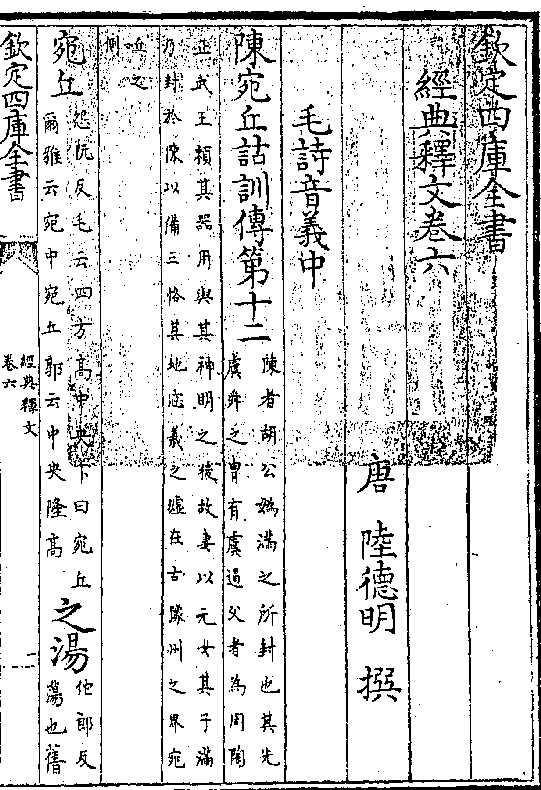 欽定四庫全書
經典釋文卷六
唐 陸德明 撰
毛詩音義中
陳宛丘詁訓傳第十二
陳者胡公媯滿之所封也其先
虞舜之冑有虞遏父者為周陶
正武王賴其器用與其神明之後故妻以元女其子滿
乃封於陳以備三恪其地宓羲之墟在古豫州之界宛
丘之
側
宛丘
怨阮反毛云四方高中央下曰宛丘
爾雅云宛中宛丘郭云中央隆高
之湯
他郎反
蕩也舊
欽定四庫全書
經典釋文
卷六